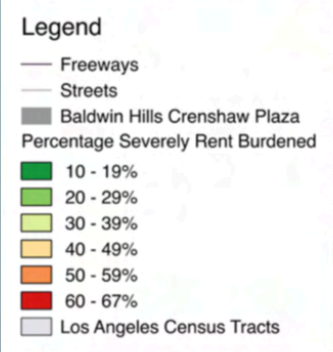 Legend
Freeways
Streets
Baldwin Hills Crenshaw Plaza
Percentage Severely Rent Burdened
10 - 19%
20 - 29%
30 - 39%
40 - 49%
50 - 59%
60 - 67%
Los Angeles Census Tracts